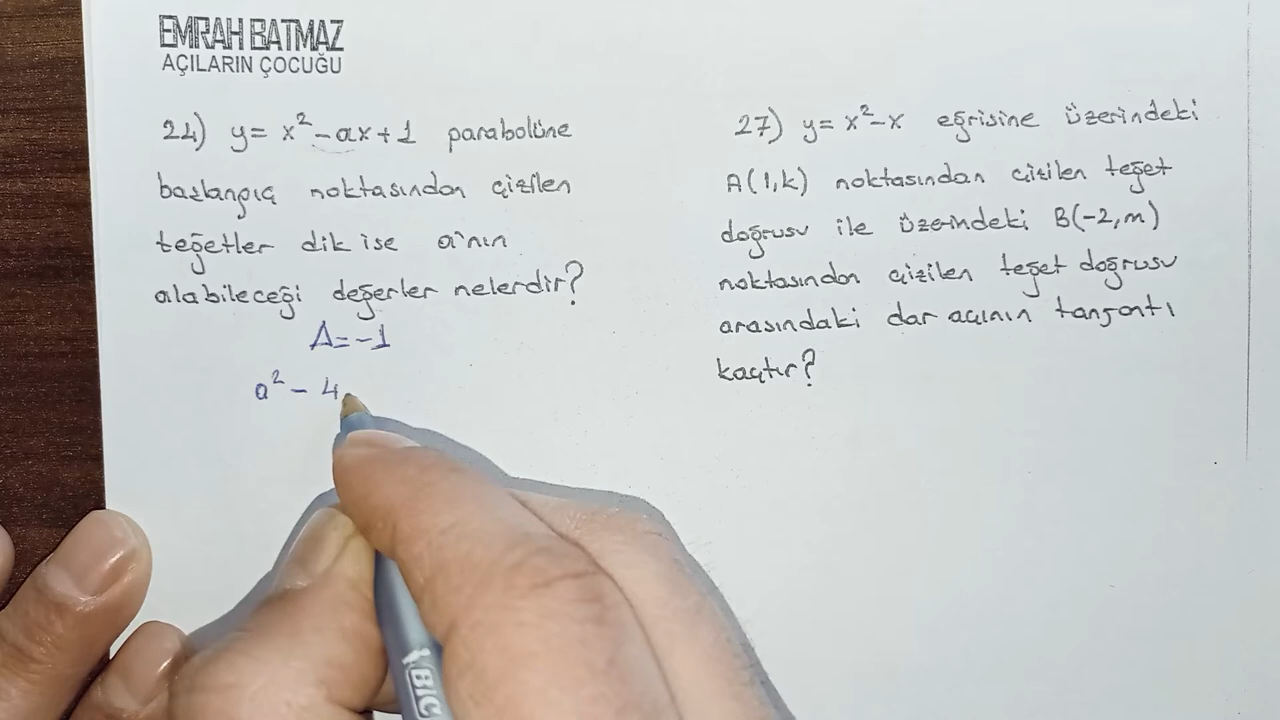 EMRAH BATMAZ
AÇILARIN ÇOCUĞU
24) y= x²-ax+1 parabolüne
başlangıç noktasından çizilen
teğetler dik ise a'nın
alabileceği değerler nelerdir?
Δ=-1
a² - 4
27) y= x²-x eğrisine üzerindeki
A(1,k) noktasından çizilen teğet
doğrusu ile üzerindeki B(-2,m)
noktasından çizilen teğet doğrusu
arasındaki dar açının tanjantı
kaçtır?
BIC